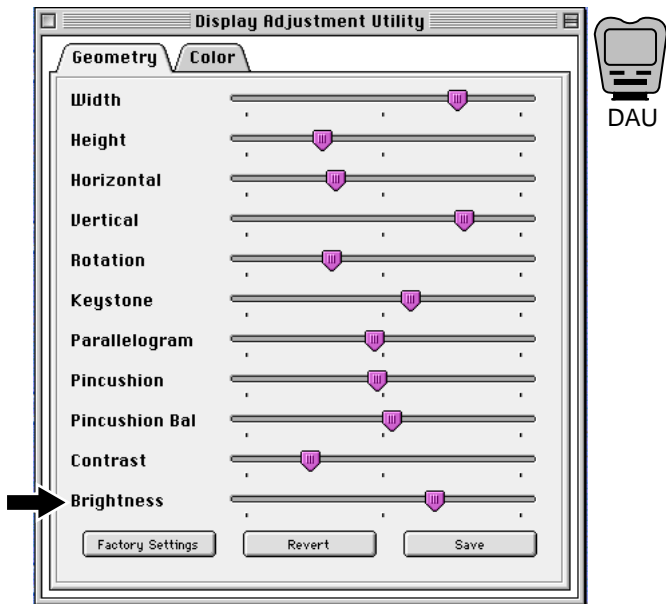 Display Adjustment Utility
Geometry Color
Width
Height
Horizontal
Vertical
Rotation
Keystone
Parallelogram
Pincushion
Pincushion Bal
Contrast
Brightness
Factory Settings Revert Save
DAU